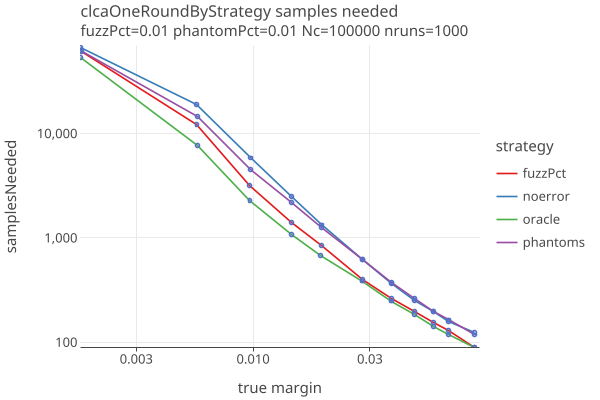 clcaOneRoundByStrategy samples needed
fuzzPct=0.01 phantomPct=0.01 Nc=100000 nruns=1000
samplesNeeded
10,000
1,000
100
0.003
0.010
0.03
true margin
strategy
fuzzPct
noerror
oracle
phantoms